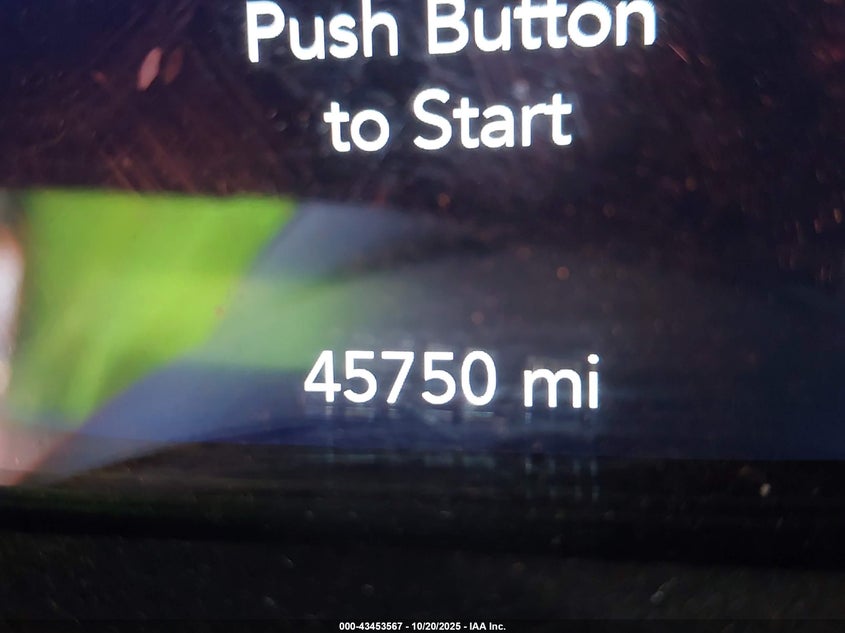 Push Button
to Start
45750 mi
000-43453567 - 10/20/2025 - IAA Inc.